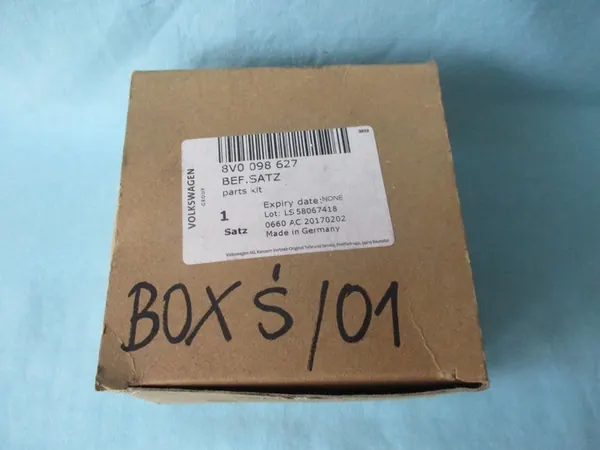 8V0 098 627
BEF.SATZ
parts kit
VOLKSWAGEN
GROUP
1
Satz
Expiry date:NONE
Lot: LS 58067418
0660 AC 20170202
Made in Germany
BOX Ś/01